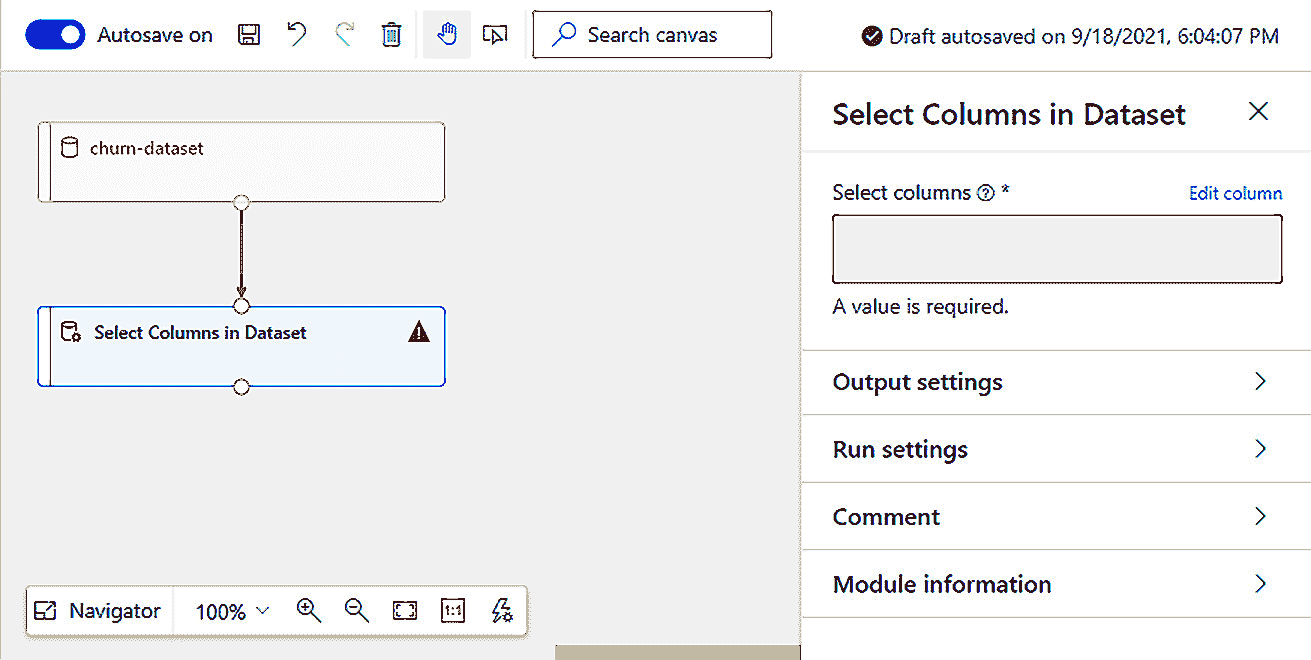 Autosave on
Search canvas
Draft autosaved on 9/18/2021, 6:04:07 PM
churn-dataset
Select Columns in Dataset
Navigator
100%
1:1
Select Columns in Dataset
Select columns ? *
Edit column
A value is required.
Output settings
Run settings
Comment
Module information